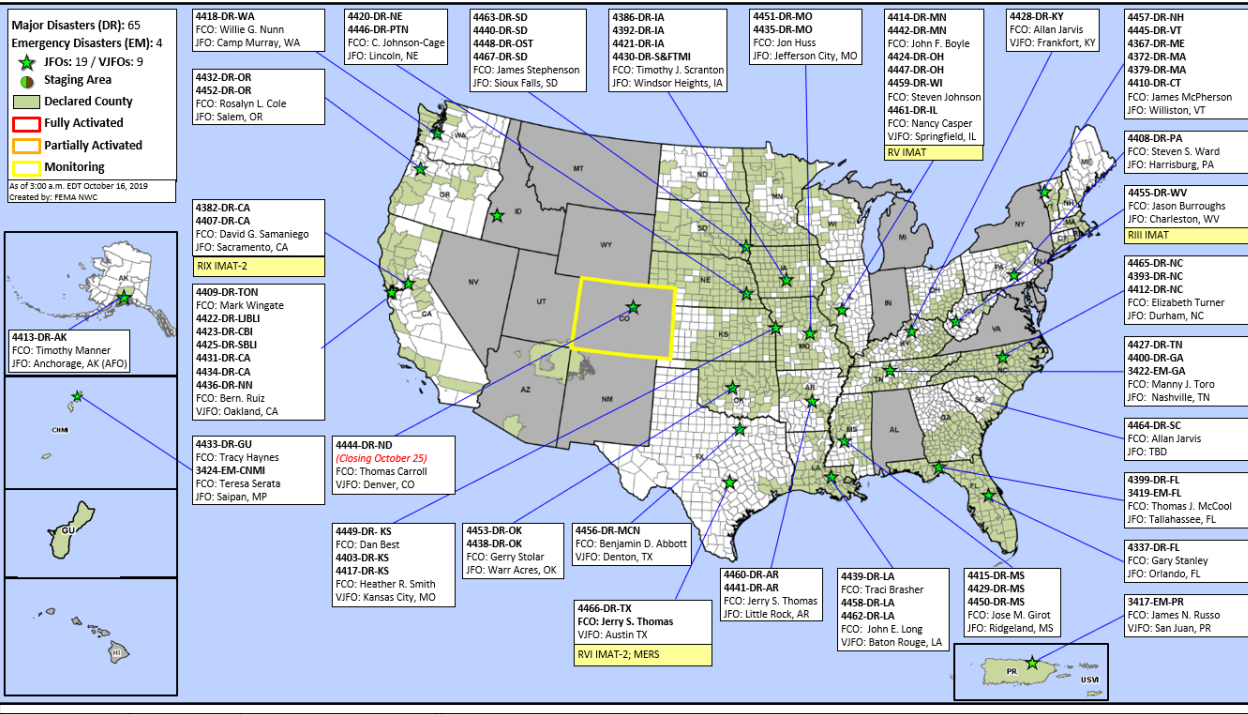 Major Disasters (DR): 65
Emergency Disasters (EM): 4
JFOs: 19 / VJFOs: 9
Staging Area
Declared County
Fully Activated
Partially Activated
Monitoring
As of 3:00 a.m. EDT October 16, 2019
Created by: FEMA NWC
4418-DR-WA
FCO: Willie G. Nunn
JFO: Camp Murray, WA
4420-DR-NE
4446-DR-PTN
FCO: C. Johnson-Cage
JFO: Lincoln, NE
4463-DR-SD
4440-DR-SD
4448-DR-OST
4467-DR-SD
FCO: James Stephenson
JFO: Sioux Falls, SD
4386-DR-IA
4392-DR-IA
4421-DR-IA
4430-DR-S&FTMI
FCO: Timothy J. Scranton
JFO: Windsor Heights, IA
4451-DR-MO
4435-DR-MO
FCO: Jon Huss
JFO: Jefferson City, MO
4414-DR-MN
4442-DR-MN
FCO: John F. Boyle
4424-DR-OH
4447-DR-OH
4459-DR-WI
FCO: Steven Johnson
4461-DR-IL
FCO: Nancy Casper
VJFO: Springfield, IL
RV IMAT
4428-DR-KY
FCO: Allan Jarvis
VJFO: Frankfort, KY
4457-DR-NH
4445-DR-VT
4367-DR-ME
4372-DR-MA
4379-DR-MA
4410-DR-CT
FCO: James McPherson
JFO: Williston, VT
4432-DR-OR
4452-DR-OR
FCO: Rosalyn L. Cole
JFO: Salem, OR
4408-DR-PA
FCO: Steven S. Ward
JFO: Harrisburg, PA
4455-DR-WV
FCO: Jason Burroughs
JFO: Charleston, WV
RIII IMAT
4382-DR-CA
4407-DR-CA
FCO: David G. Samaniego
JFO: Sacramento, CA
RIX IMAT-2
4465-DR-NC
4393-DR-NC
4412-DR-NC
FCO: Elizabeth Turner
JFO: Durham, NC
4409-DR-TON
FCO: Mark Wingate
4422-DR-LJBLI
4423-DR-CBI
4425-DR-SBLI
4431-DR-CA
4434-DR-CA
4436-DR-NN
FCO: Bern. Ruiz
VJFO: Oakland, CA
4413-DR-AK
FCO: Timothy Manner
JFO: Anchorage, AK (AFO)
4427-DR-TN
4400-DR-GA
3422-EM-GA
FCO: Manny J. Toro
JFO: Nashville, TN
4464-DR-SC
FCO: Allan Jarvis
JFO: TBD
4433-DR-GU
FCO: Tracy Haynes
3424-EM-CNMI
FCO: Teresa Serata
JFO: Saipan, MP
4444-DR-ND
(Closing October 25)
FCO: Thomas Carroll
VJFO: Denver, CO
4399-DR-FL
3419-EM-FL
FCO: Thomas J. McCool
JFO: Tallahassee, FL
4449-DR- KS
FCO: Dan Best
4403-DR-KS
4417-DR-KS
FCO: Heather R. Smith
VJFO: Kansas City, MO
4453-DR-OK
4438-DR-OK
FCO: Gerry Stolar
JFO: Warr Acres, OK
4456-DR-MCN
FCO: Benjamin D. Abbott
VJFO: Denton, TX
4337-DR-FL
FCO: Gary Stanley
JFO: Orlando, FL
4460-DR-AR
4441-DR-AR
FCO: Jerry S. Thomas
JFO: Little Rock, AR
4439-DR-LA
FCO: Traci Brasher
4458-DR-LA
4462-DR-LA
FCO: John E. Long
VJFO: Baton Rouge, LA
4415-DR-MS
4429-DR-MS
4450-DR-MS
FCO: Jose M. Girot
JFO: Ridgeland, MS
4466-DR-TX
FCO: Jerry S. Thomas
VJFO: Austin TX
RVI IMAT-2; MERS
3417-EM-PR
FCO: James N. Russo
VJFO: San Juan, PR
WA
OR
ID
MT
WY
NV
UT
CA
AZ
NM
CO
ND
SD
NE
KS
OK
TX
MN
IA
MO
AR
LA
WI
IL
MI
IN
OH
KY
TN
MS
AL
GA
FL
SC
NC
VA
WV
PA
NY
NJ
VT
NH
ME
MA
CT
AK
CNMI
GU
HI
PR
USVI